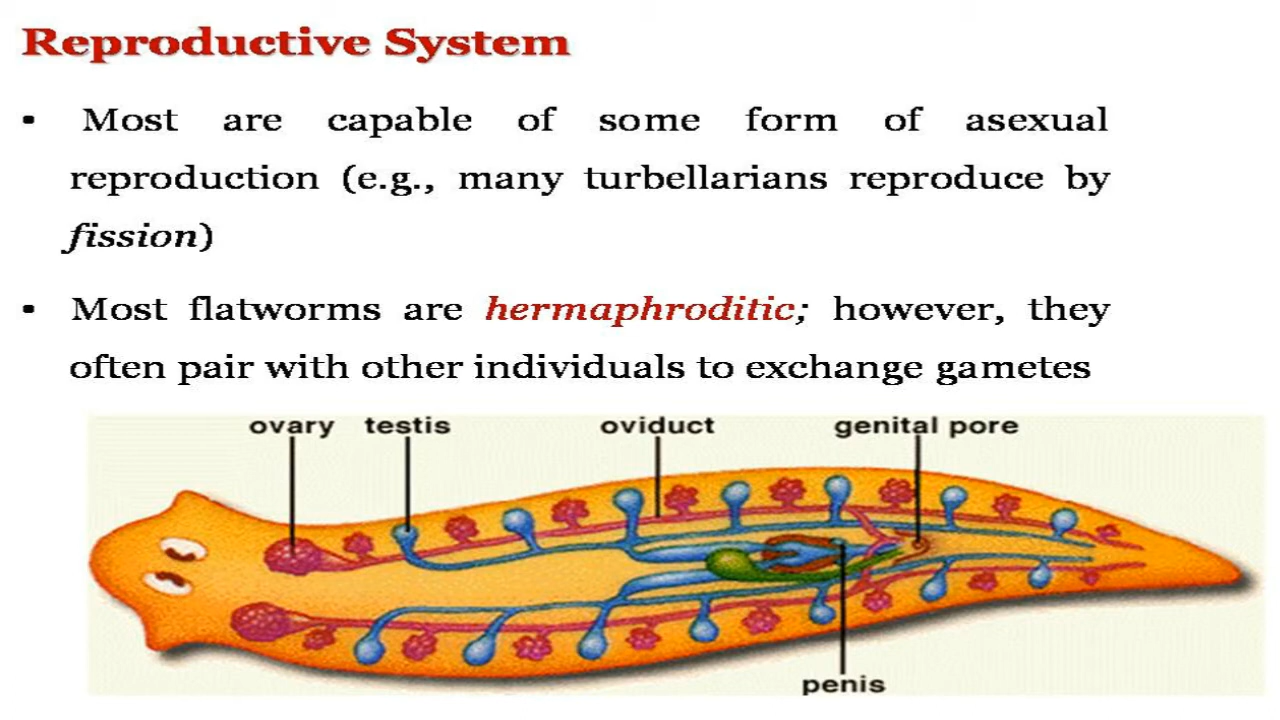 Reproductive System
• Most are capable of some form of asexual
reproduction (e.g., many turbellarians reproduce by
fission)
• Most flatworms are hermaphroditic; however, they
often pair with other individuals to exchange gametes
ovary testis oviduct genital pore
penis